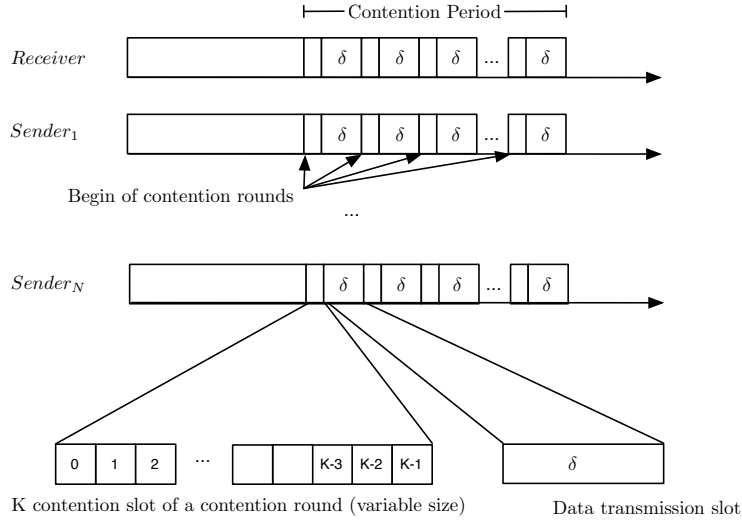 Contention Period
Receiver δ δ δ ... δ
Sender₁ δ δ δ ... δ
Begin of contention rounds
...
Sender_N δ δ δ ... δ
0 1 2 ... K-3 K-2 K-1 δ
K contention slot of a contention round (variable size)
Data transmission slot